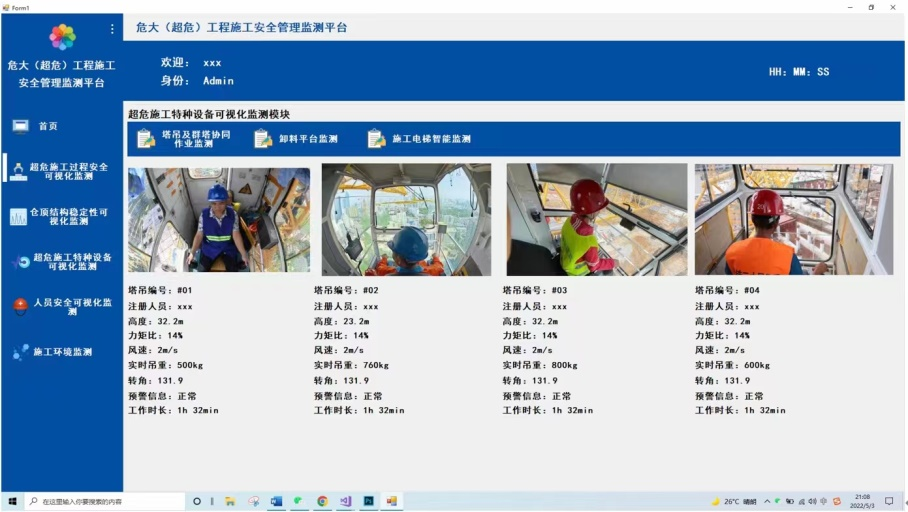 Form1
危大（超危）工程施工
安全管理监测平台
首页
超危施工过程安全
可视化监测
仓顶结构稳定性可
视化监测
超危施工特种设备
可视化监测
人员安全可视化监
测
施工环境监测
危大（超危）工程施工安全管理监测平台
欢迎： xxx
身份： Admin
HH: MM: SS
超危施工特种设备可视化监测模块
塔吊及群塔协同
作业监测
卸料平台监测
施工电梯智能监测
塔吊编号：#01
注册人员：xxx
高度：32.2m
力矩比：14%
风速：2m/s
实时吊重：500kg
转角：131.9
预警信息：正常
工作时长：1h 32min
塔吊编号：#02
注册人员：xxx
高度：23.2m
力矩比：14%
风速：2m/s
实时吊重：760kg
转角：131.9
预警信息：正常
工作时长：1h 32min
塔吊编号：#03
注册人员：xxx
高度：32.2m
力矩比：14%
风速：2m/s
实时吊重：800kg
转角：131.9
预警信息：正常
工作时长：1h 32min
塔吊编号：#04
注册人员：xxx
高度：32.2m
力矩比：14%
风速：2m/s
实时吊重：600kg
转角：131.9
预警信息：正常
工作时长：1h 32min
在这里输入你要搜索的内容
26°C 晴朗
中
21:08
2022/5/3